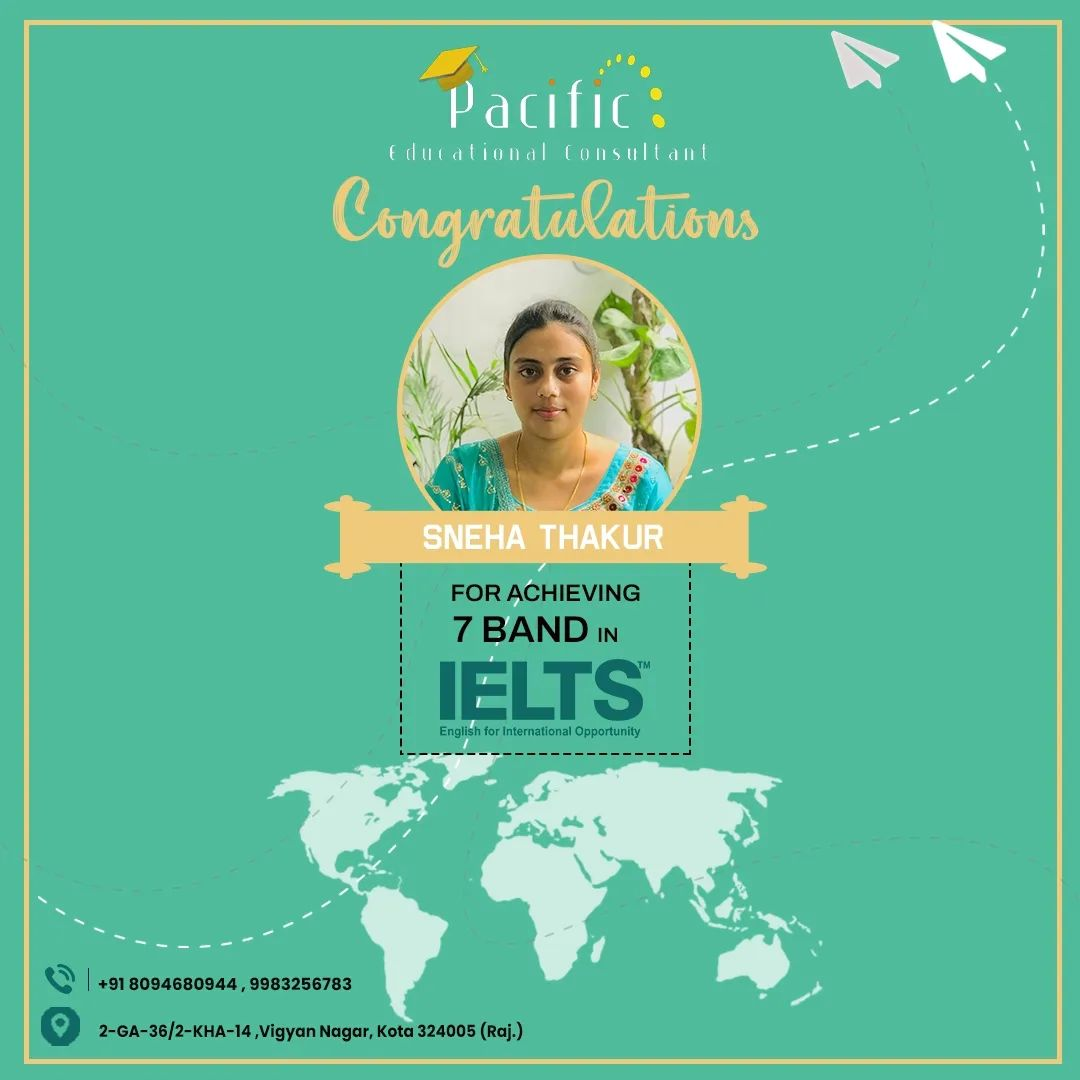 Pacific
Educational Consultant
Congratulations
SNEHA THAKUR
FOR ACHIEVING
7 BAND IN
IELTS™
English for International Opportunity
+91 8094680944 , 9983256783
2-GA-36/2-KHA-14 ,Vigyan Nagar, Kota 324005 (Raj.)